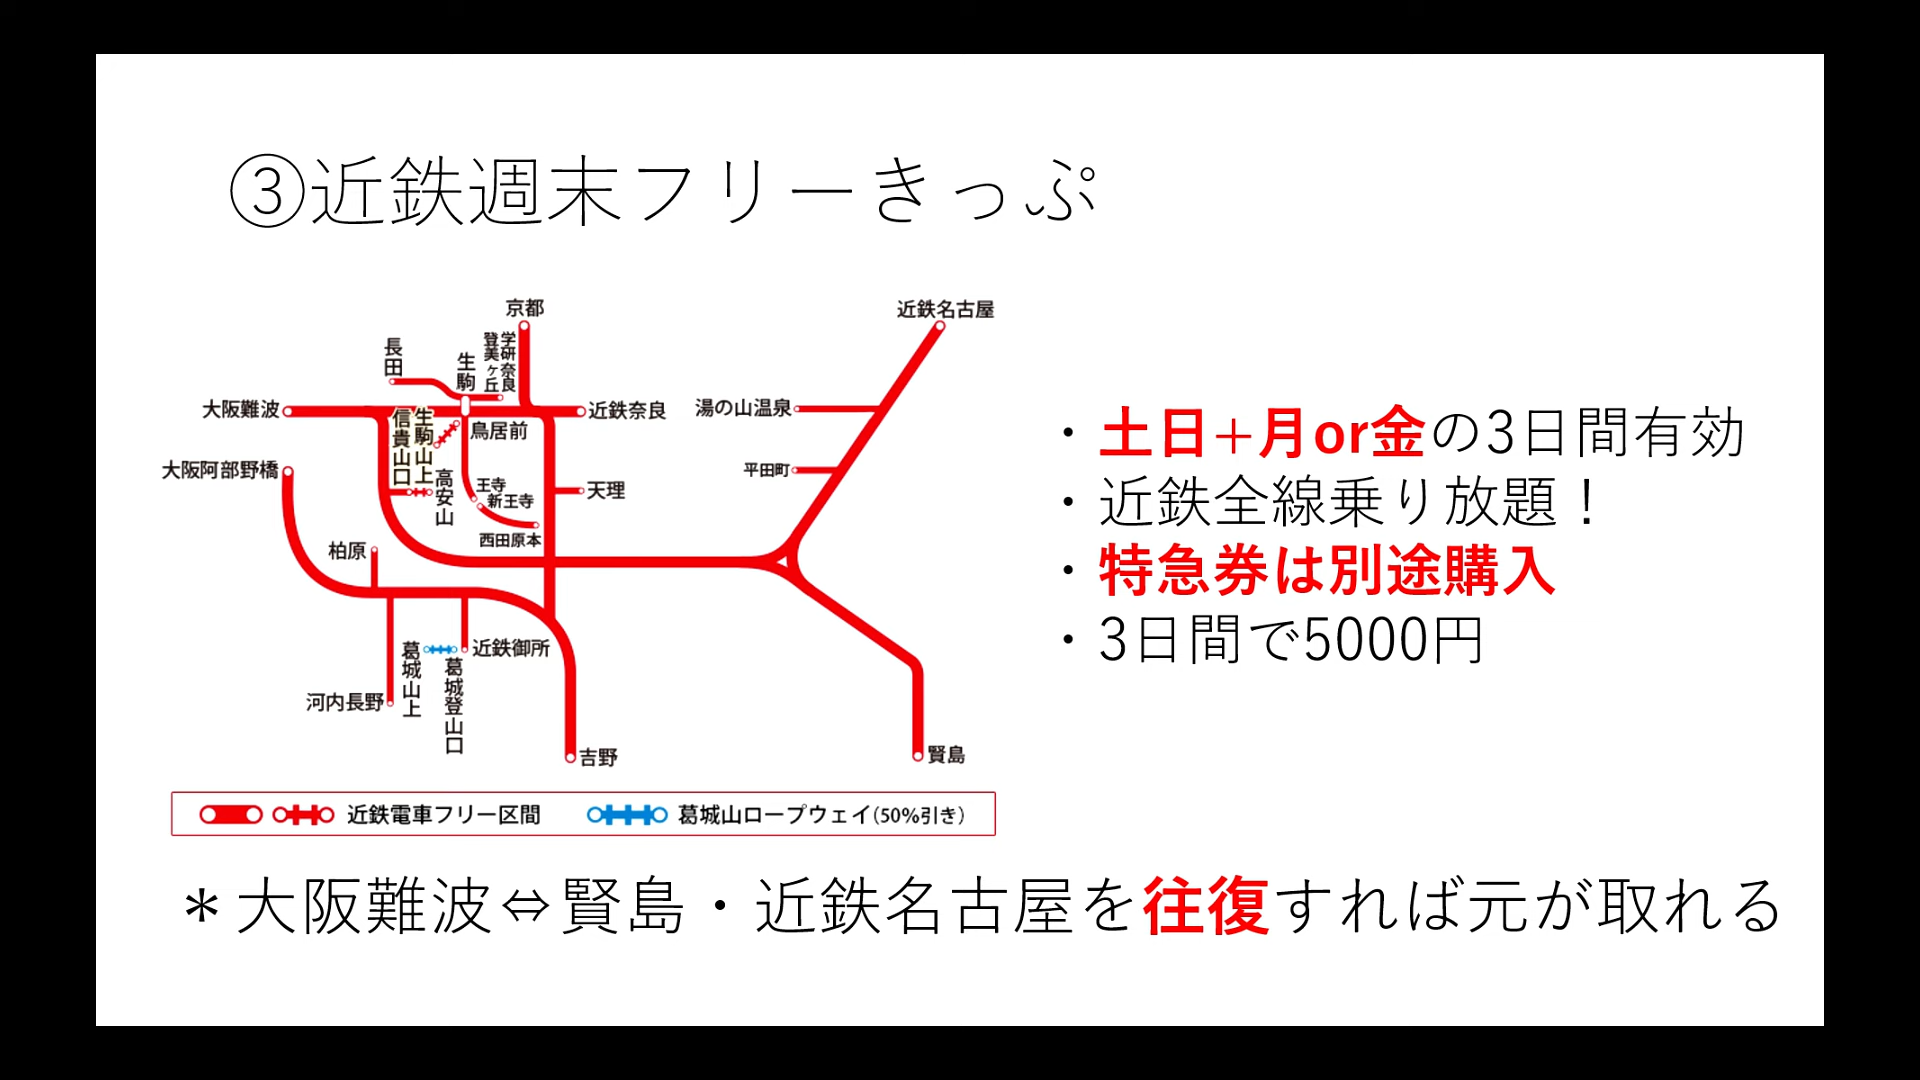 ③近鉄週末フリーきっぷ
京都
近鉄名古屋
長田
生駒
学研奈良
登美ヶ丘
大阪難波
近鉄奈良
湯の山温泉
生駒山上
信貴山口
鳥居前
大阪阿部野橋
高安山
王寺
新王寺
天理
平田町
西田原本
柏原
近鉄御所
葛城山上
葛城登山口
河内長野
吉野
賢島
近鉄電車フリー区間
葛城山ロープウェイ(50%引き)
・土日+月or金の3日間有効
・近鉄全線乗り放題！
・特急券は別途購入
・3日間で5000円
＊大阪難波⇔賢島・近鉄名古屋を往復すれば元が取れる